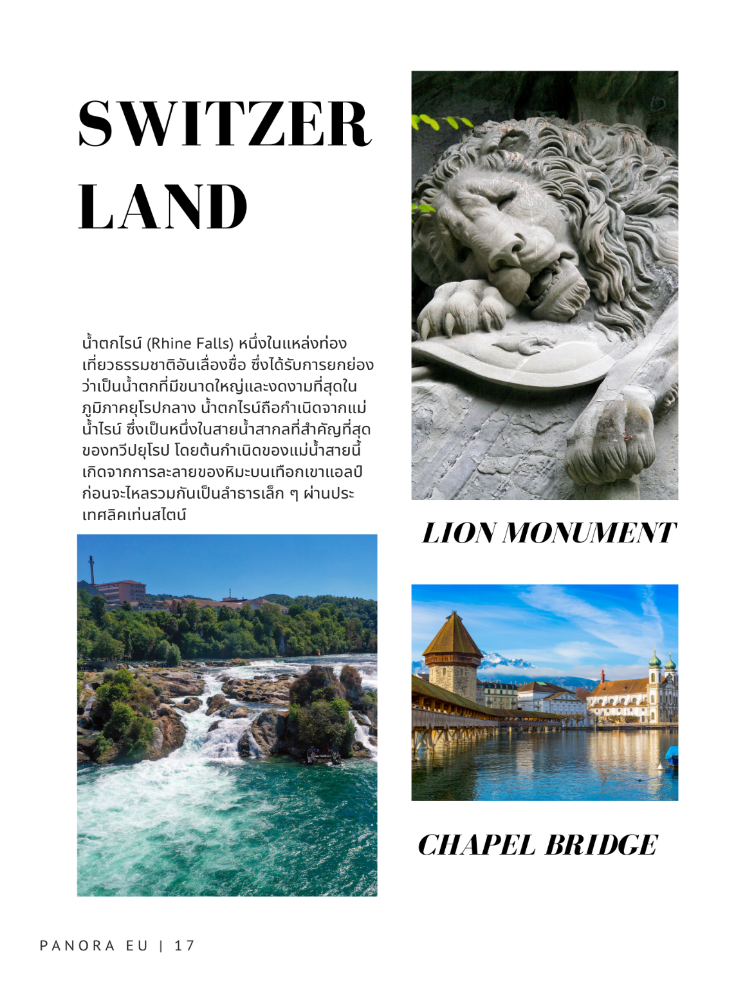 SWITZER
LAND
น้ำตกไรน์ (Rhine Falls) หนึ่งในแหล่งท่อง
เที่ยวธรรมชาติอันเลื่องชื่อ ซึ่งได้รับการยกย่อง
ว่าเป็นน้ำตกที่มีขนาดใหญ่และงดงามที่สุดใน
ภูมิภาคยุโรปกลาง น้ำตกไรน์ถือกำเนิดจากแม่
น้ำไรน์ ซึ่งเป็นหนึ่งในสายน้ำสากลที่สำคัญที่สุด
ของทวีปยุโรป โดยต้นกำเนิดของแม่น้ำสายนี้
เกิดจากการละลายของหิมะบนเทือกเขาแอลป์
ก่อนจะไหลรวมกันเป็นลำธารเล็ก ๆ ผ่านประ
เทศลิคเท่นสไตน์
LION MONUMENT
CHAPEL BRIDGE
PANORA EU | 17